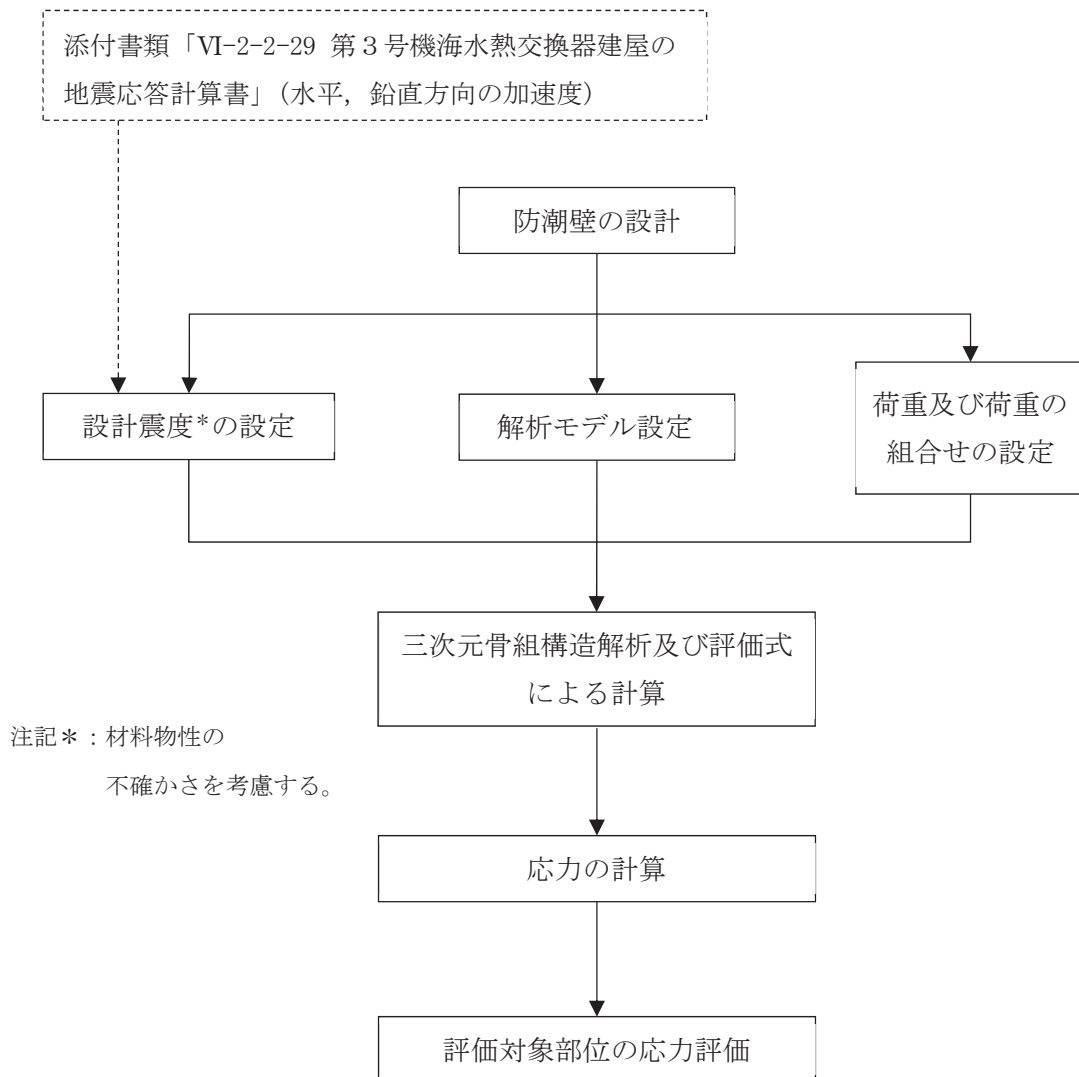 添付書類「Ⅵ-2-2-29 第３号機海水熱交換器建屋の
地震応答計算書」（水平，鉛直方向の加速度）
防潮壁の設計
設計震度*の設定
解析モデル設定
荷重及び荷重の
組合せの設定
三次元骨組構造解析及び評価式
による計算
注記＊：材料物性の
不確かさを考慮する。
応力の計算
評価対象部位の応力評価